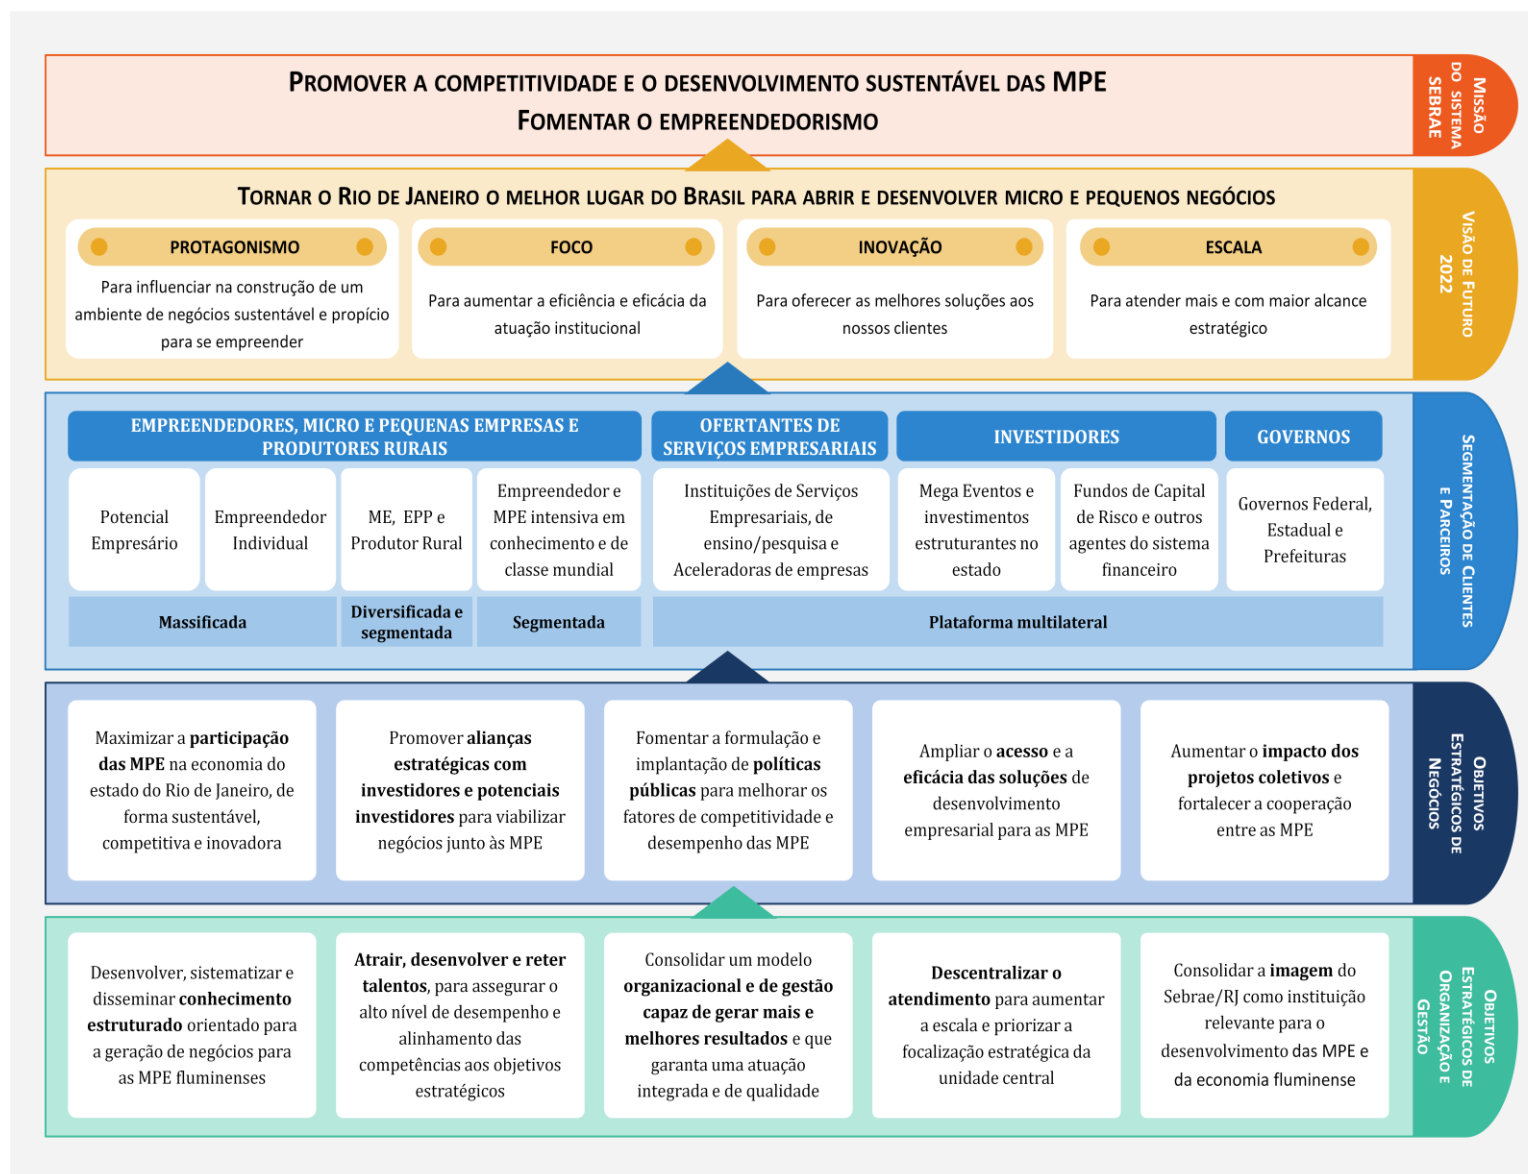 PROMOVER A COMPETITIVIDADE E O DESENVOLVIMENTO SUSTENTÁVEL DAS MPE
FOMENTAR O EMPREENDEDORISMO
MISSÃO
DO SISTEMA
SEBRAE
TORNAR O RIO DE JANEIRO O MELHOR LUGAR DO BRASIL PARA ABRIR E DESENVOLVER MICRO E PEQUENOS NEGÓCIOS
PROTAGONISMO
Para influenciar na construção de um
ambiente de negócios sustentável e propício
para se empreender
FOCO
Para aumentar a eficiência e eficácia da
atuação institucional
INOVAÇÃO
Para oferecer as melhores soluções aos
nossos clientes
ESCALA
Para atender mais e com maior alcance
estratégico
VISÃO DE FUTURO
2022
EMPREENDEDORES, MICRO E PEQUENAS EMPRESAS E
PRODUTORES RURAIS
OFERTANTES DE
SERVIÇOS EMPRESARIAIS
INVESTIDORES
GOVERNOS
Potencial
Empresário
Empreendedor
Individual
ME, EPP e
Produtor Rural
Empreendedor e
MPE intensiva em
conhecimento e de
classe mundial
Instituições de Serviços
Empresariais, de
ensino/pesquisa e
Aceleradoras de empresas
Mega Eventos e
investimentos
estruturantes no
estado
Fundos de Capital
de Risco e outros
agentes do sistema
financeiro
Governos Federal,
Estadual e
Prefeituras
Massificada
Diversificada e
segmentada
Segmentada
Plataforma multilateral
SEGMENTAÇÃO DE CLIENTES
E PARCEIROS
Maximizar a participação
das MPE na economia do
estado do Rio de Janeiro, de
forma sustentável,
competitiva e inovadora
Promover alianças
estratégicas com
investidores e potenciais
investidores para viabilizar
negócios junto às MPE
Fomentar a formulação e
implantação de políticas
públicas para melhorar os
fatores de competitividade e
desempenho das MPE
Ampliar o acesso e a
eficácia das soluções de
desenvolvimento
empresarial para as MPE
Aumentar o impacto dos
projetos coletivos e
fortalecer a cooperação
entre as MPE
OBJETIVOS
ESTRATÉGICOS DE
NEGÓCIOS
Desenvolver, sistematizar e
disseminar conhecimento
estruturado orientado para
a geração de negócios para
as MPE fluminenses
Atrair, desenvolver e reter
talentos, para assegurar o
alto nível de desempenho e
alinhamento das
competências aos objetivos
estratégicos
Consolidar um modelo
organizacional e de gestão
capaz de gerar mais e
melhores resultados e que
garanta uma atuação
integrada e de qualidade
Descentralizar o
atendimento para aumentar
a escala e priorizar a
focalização estratégica da
unidade central
Consolidar a imagem do
Sebrae/RJ como instituição
relevante para o
desenvolvimento das MPE e
da economia fluminense
OBJETIVOS
ESTRATÉGICOS DE
ORGANIZAÇÃO E
GESTÃO